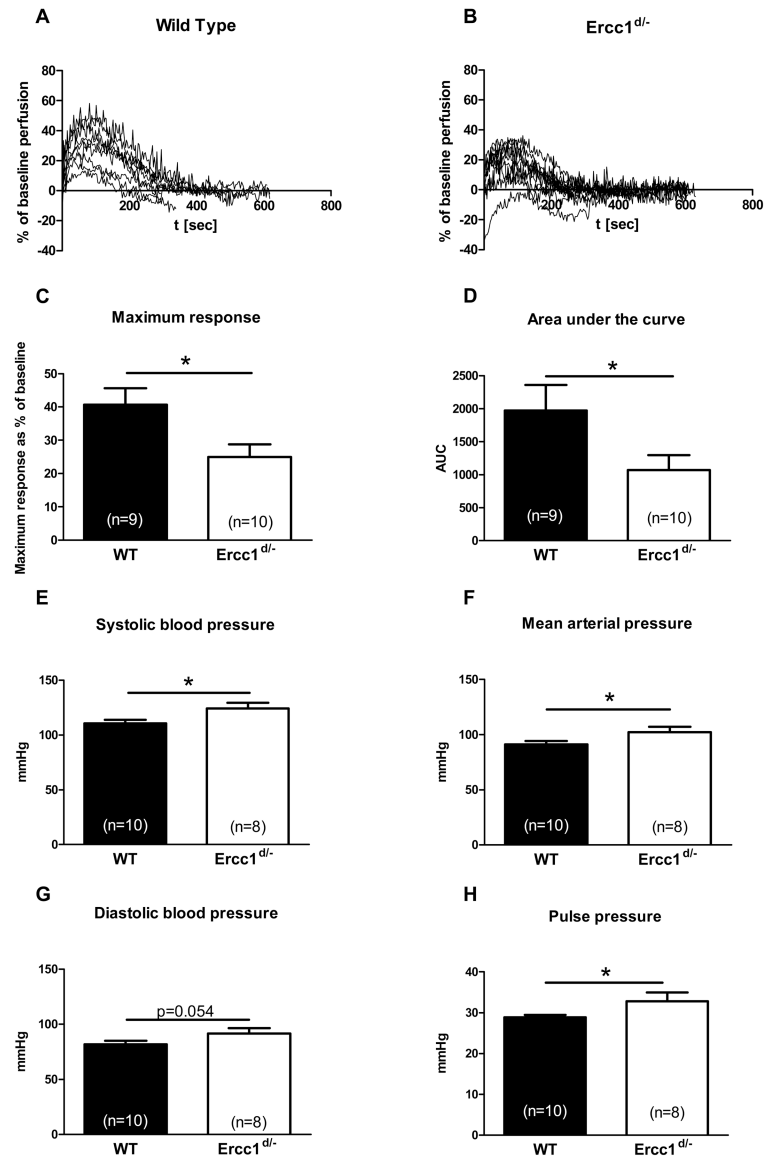 A
Wild Type
% of baseline perfusion
80
60
40
20
0
-20
-40
200
400
600
800
t [sec]
B
Ercc1d/-
% of baseline perfusion
80
60
40
20
0
-20
-40
200
400
600
800
t [sec]
C
Maximum response
Maximum response as % of baseline
50
40
30
20
10
0
*
(n=9)
(n=10)
WT
Ercc1d/-
D
Area under the curve
AUC
2500
2000
1500
1000
500
0
*
(n=9)
(n=10)
WT
Ercc1d/-
E
Systolic blood pressure
mmHg
150
100
50
0
*
(n=10)
(n=8)
WT
Ercc1d/-
F
Mean arterial pressure
mmHg
150
100
50
0
*
(n=10)
(n=8)
WT
Ercc1d/-
G
Diastolic blood pressure
mmHg
150
100
50
0
p=0.054
(n=10)
(n=8)
WT
Ercc1d/-
H
Pulse pressure
mmHg
40
30
20
10
0
*
(n=10)
(n=8)
WT
Ercc1d/-